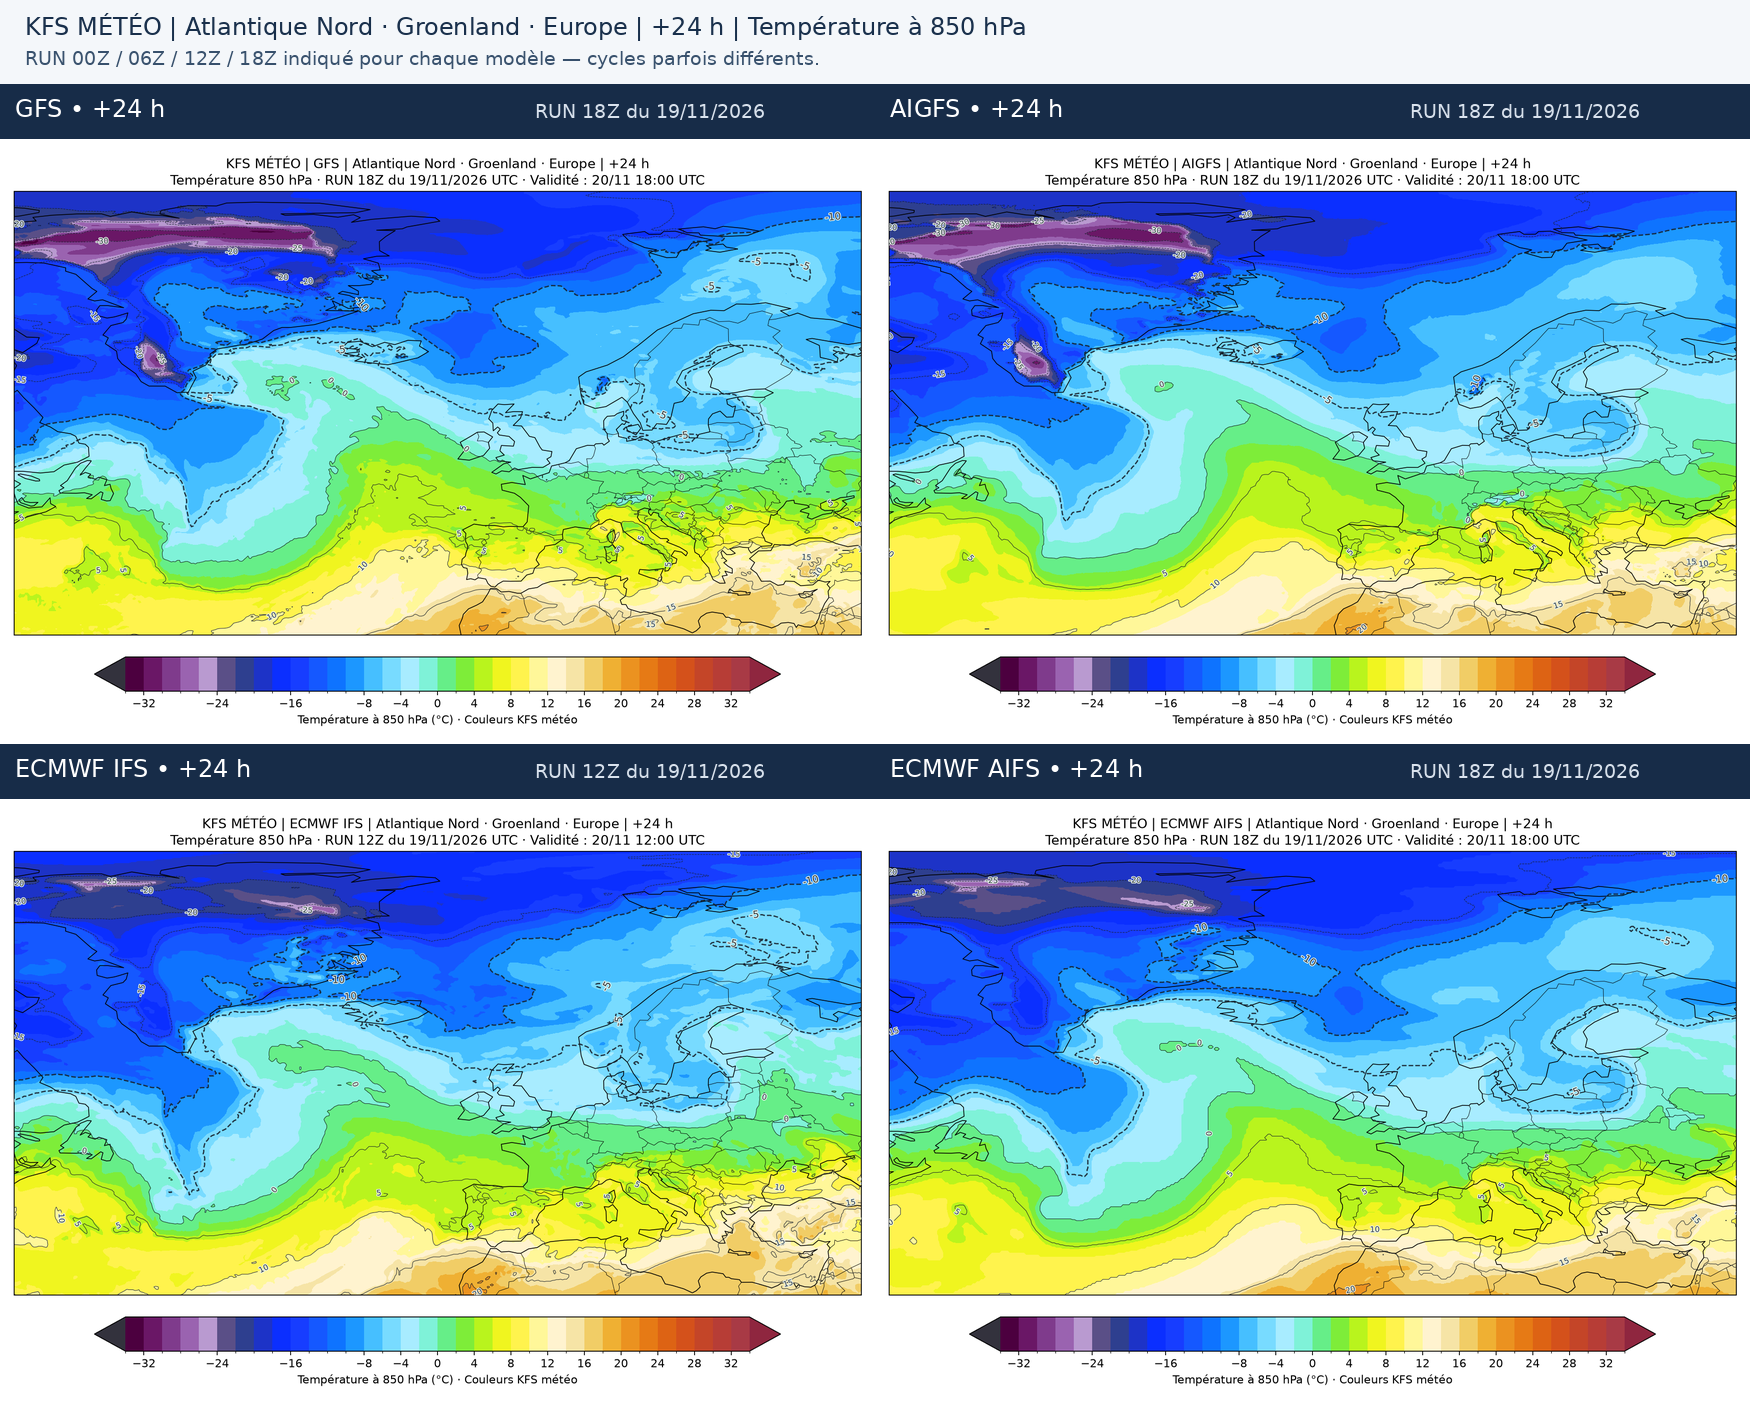 KFS MÉTÉO | Atlantique Nord · Groenland · Europe | +24 h | Température à 850 hPa
RUN 00Z / 06Z / 12Z / 18Z indiqué pour chaque modèle — cycles parfois différents.
GFS • +24 h
RUN 18Z du 19/11/2026
KFS MÉTÉO | GFS | Atlantique Nord · Groenland · Europe | +24 h
Température 850 hPa · RUN 18Z du 19/11/2026 UTC · Validité : 20/11 18:00 UTC
−32 −24 −16 −8 −4 0 4 8 12 16 20 24 28 32
Température à 850 hPa (°C) · Couleurs KFS météo
AIGFS • +24 h
RUN 18Z du 19/11/2026
KFS MÉTÉO | AIGFS | Atlantique Nord · Groenland · Europe | +24 h
Température 850 hPa · RUN 18Z du 19/11/2026 UTC · Validité : 20/11 18:00 UTC
−32 −24 −16 −8 −4 0 4 8 12 16 20 24 28 32
Température à 850 hPa (°C) · Couleurs KFS météo
ECMWF IFS • +24 h
RUN 12Z du 19/11/2026
KFS MÉTÉO | ECMWF IFS | Atlantique Nord · Groenland · Europe | +24 h
Température 850 hPa · RUN 12Z du 19/11/2026 UTC · Validité : 20/11 12:00 UTC
−32 −24 −16 −8 −4 0 4 8 12 16 20 24 28 32
Température à 850 hPa (°C) · Couleurs KFS météo
ECMWF AIFS • +24 h
RUN 18Z du 19/11/2026
KFS MÉTÉO | ECMWF AIFS | Atlantique Nord · Groenland · Europe | +24 h
Température 850 hPa · RUN 18Z du 19/11/2026 UTC · Validité : 20/11 18:00 UTC
−32 −24 −16 −8 −4 0 4 8 12 16 20 24 28 32
Température à 850 hPa (°C) · Couleurs KFS météo